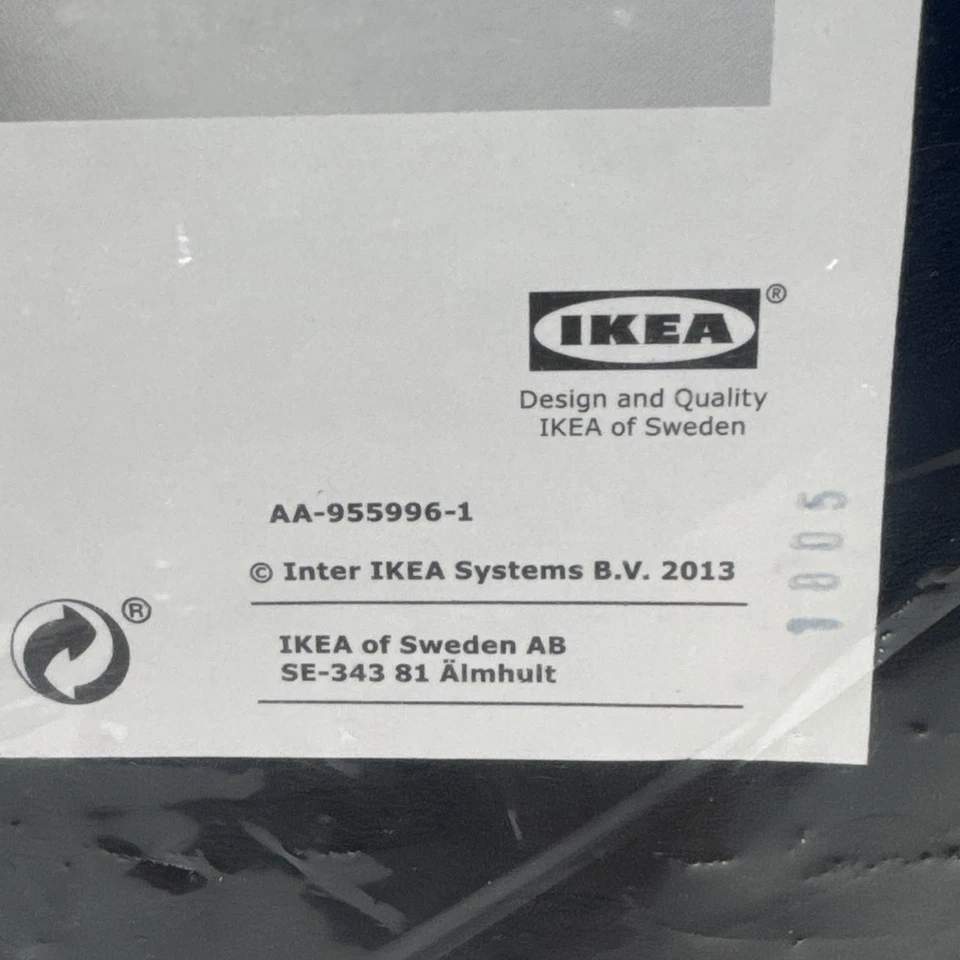 IKEA®
Design and Quality
IKEA of Sweden
AA-955996-1
© Inter IKEA Systems B.V. 2013
1805
®
IKEA of Sweden AB
SE-343 81 Älmhult